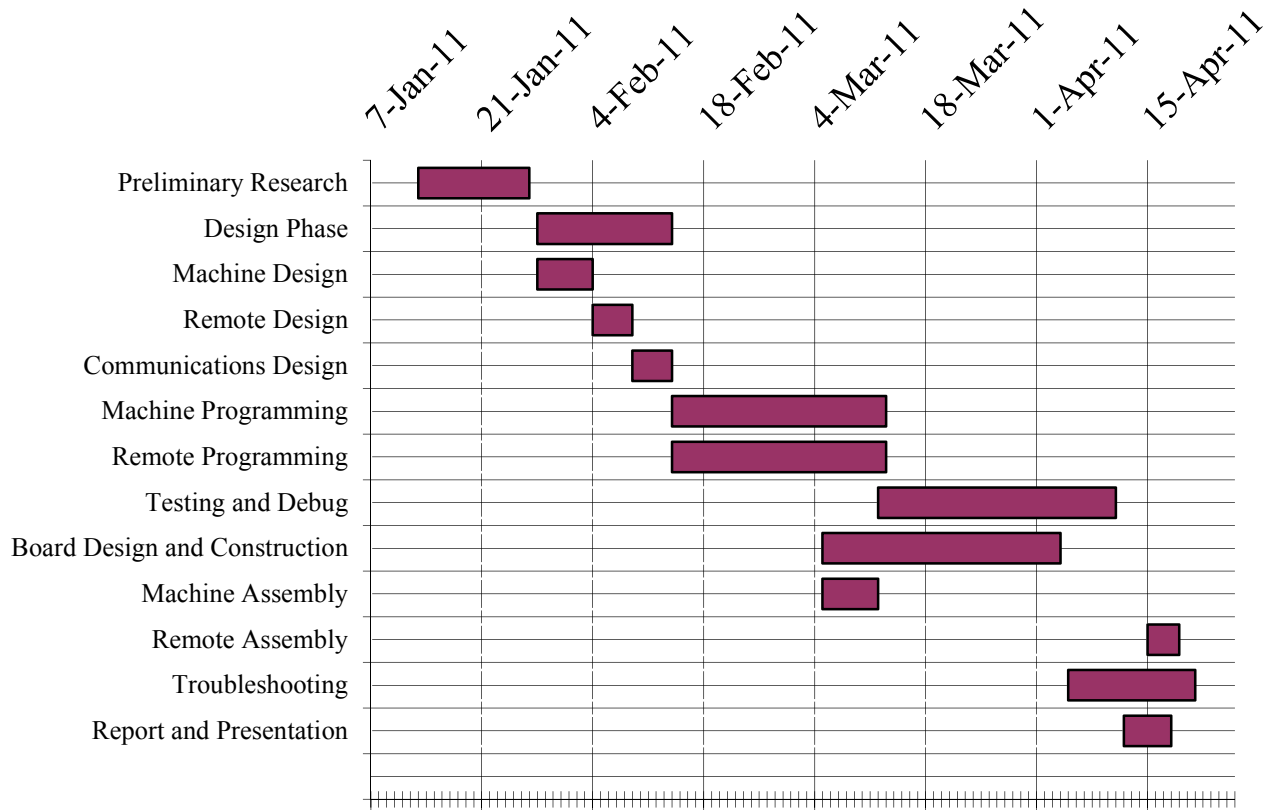 7-Jan-11
21-Jan-11
4-Feb-11
18-Feb-11
4-Mar-11
18-Mar-11
1-Apr-11
15-Apr-11
Preliminary Research
Design Phase
Machine Design
Remote Design
Communications Design
Machine Programming
Remote Programming
Testing and Debug
Board Design and Construction
Machine Assembly
Remote Assembly
Troubleshooting
Report and Presentation